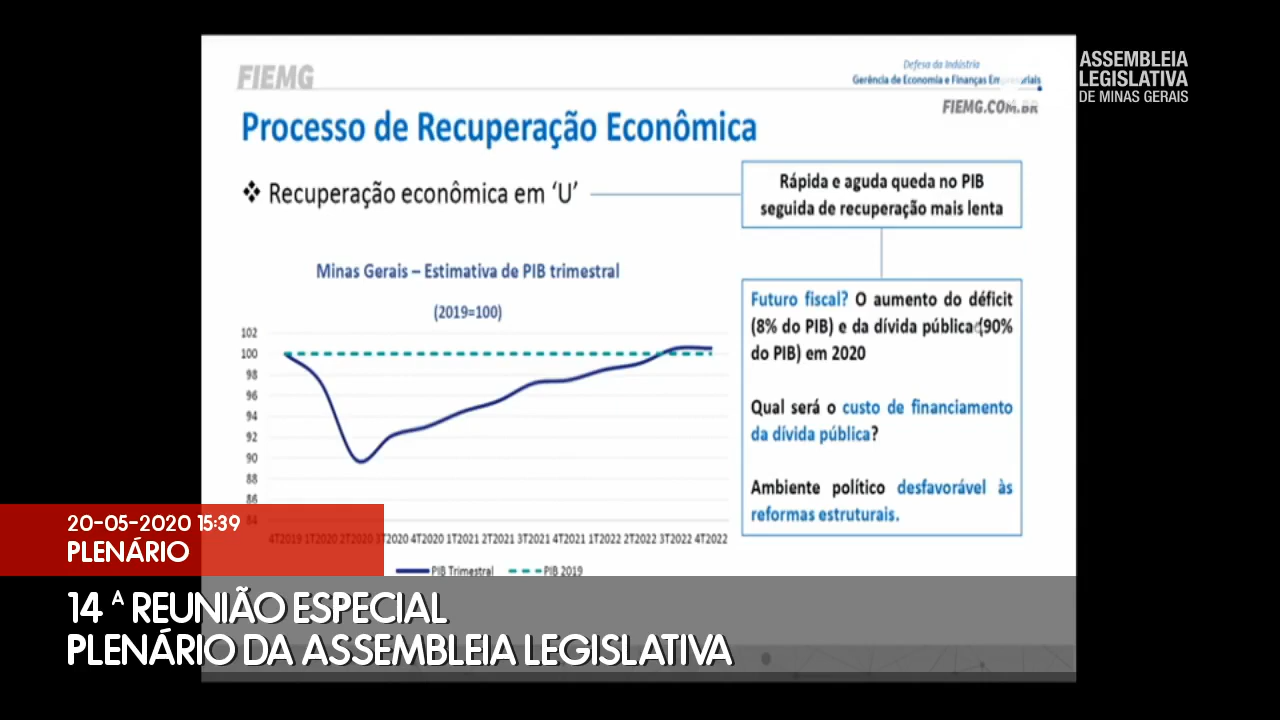 FIEMG
Defesa da Indústria
Gerência de Economia e Finanças
FIEMG.COM.BR
ASSEMBLEIA
LEGISLATIVA
DE MINAS GERAIS
Processo de Recuperação Econômica
❖ Recuperação econômica em ‘U’
Rápida e aguda queda no PIB
seguida de recuperação mais lenta
Minas Gerais – Estimativa de PIB trimestral
(2019=100)
102
100
98
96
94
92
90
88
86
84
4T2019 1T2020 2T2020 3T2020 4T2020 1T2021 2T2021 3T2021 4T2021 1T2022 2T2022 3T2022 4T2022
PIB Trimestral PIB 2019
Futuro fiscal? O aumento do déficit
(8% do PIB) e da dívida pública (90%
do PIB) em 2020
Qual será o custo de financiamento
da dívida pública?
Ambiente político desfavorável às
reformas estruturais.
20-05-2020 15:39
PLENÁRIO
14 ª REUNIÃO ESPECIAL
PLENÁRIO DA ASSEMBLEIA LEGISLATIVA